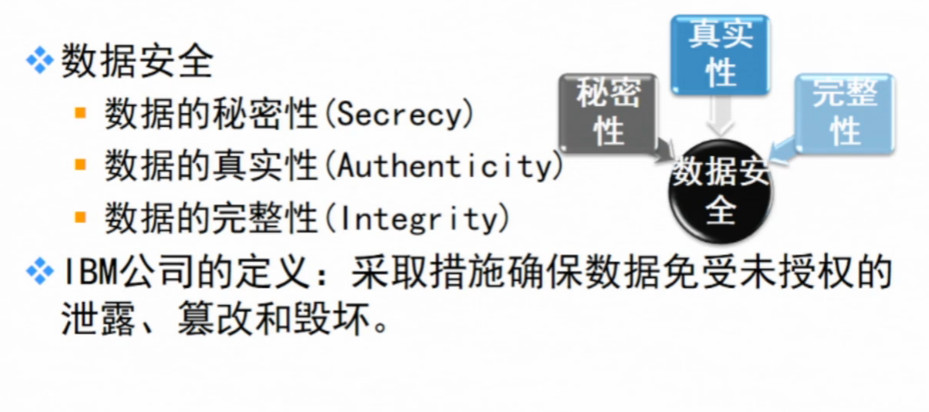 数据安全
数据的秘密性(Secrecy)
数据的真实性(Authenticity)
数据的完整性(Integrity)
IBM公司的定义：采取措施确保数据免受未授权的
泄露、篡改和毁坏。
秘密
性
真实
性
完整
性
数据安
全